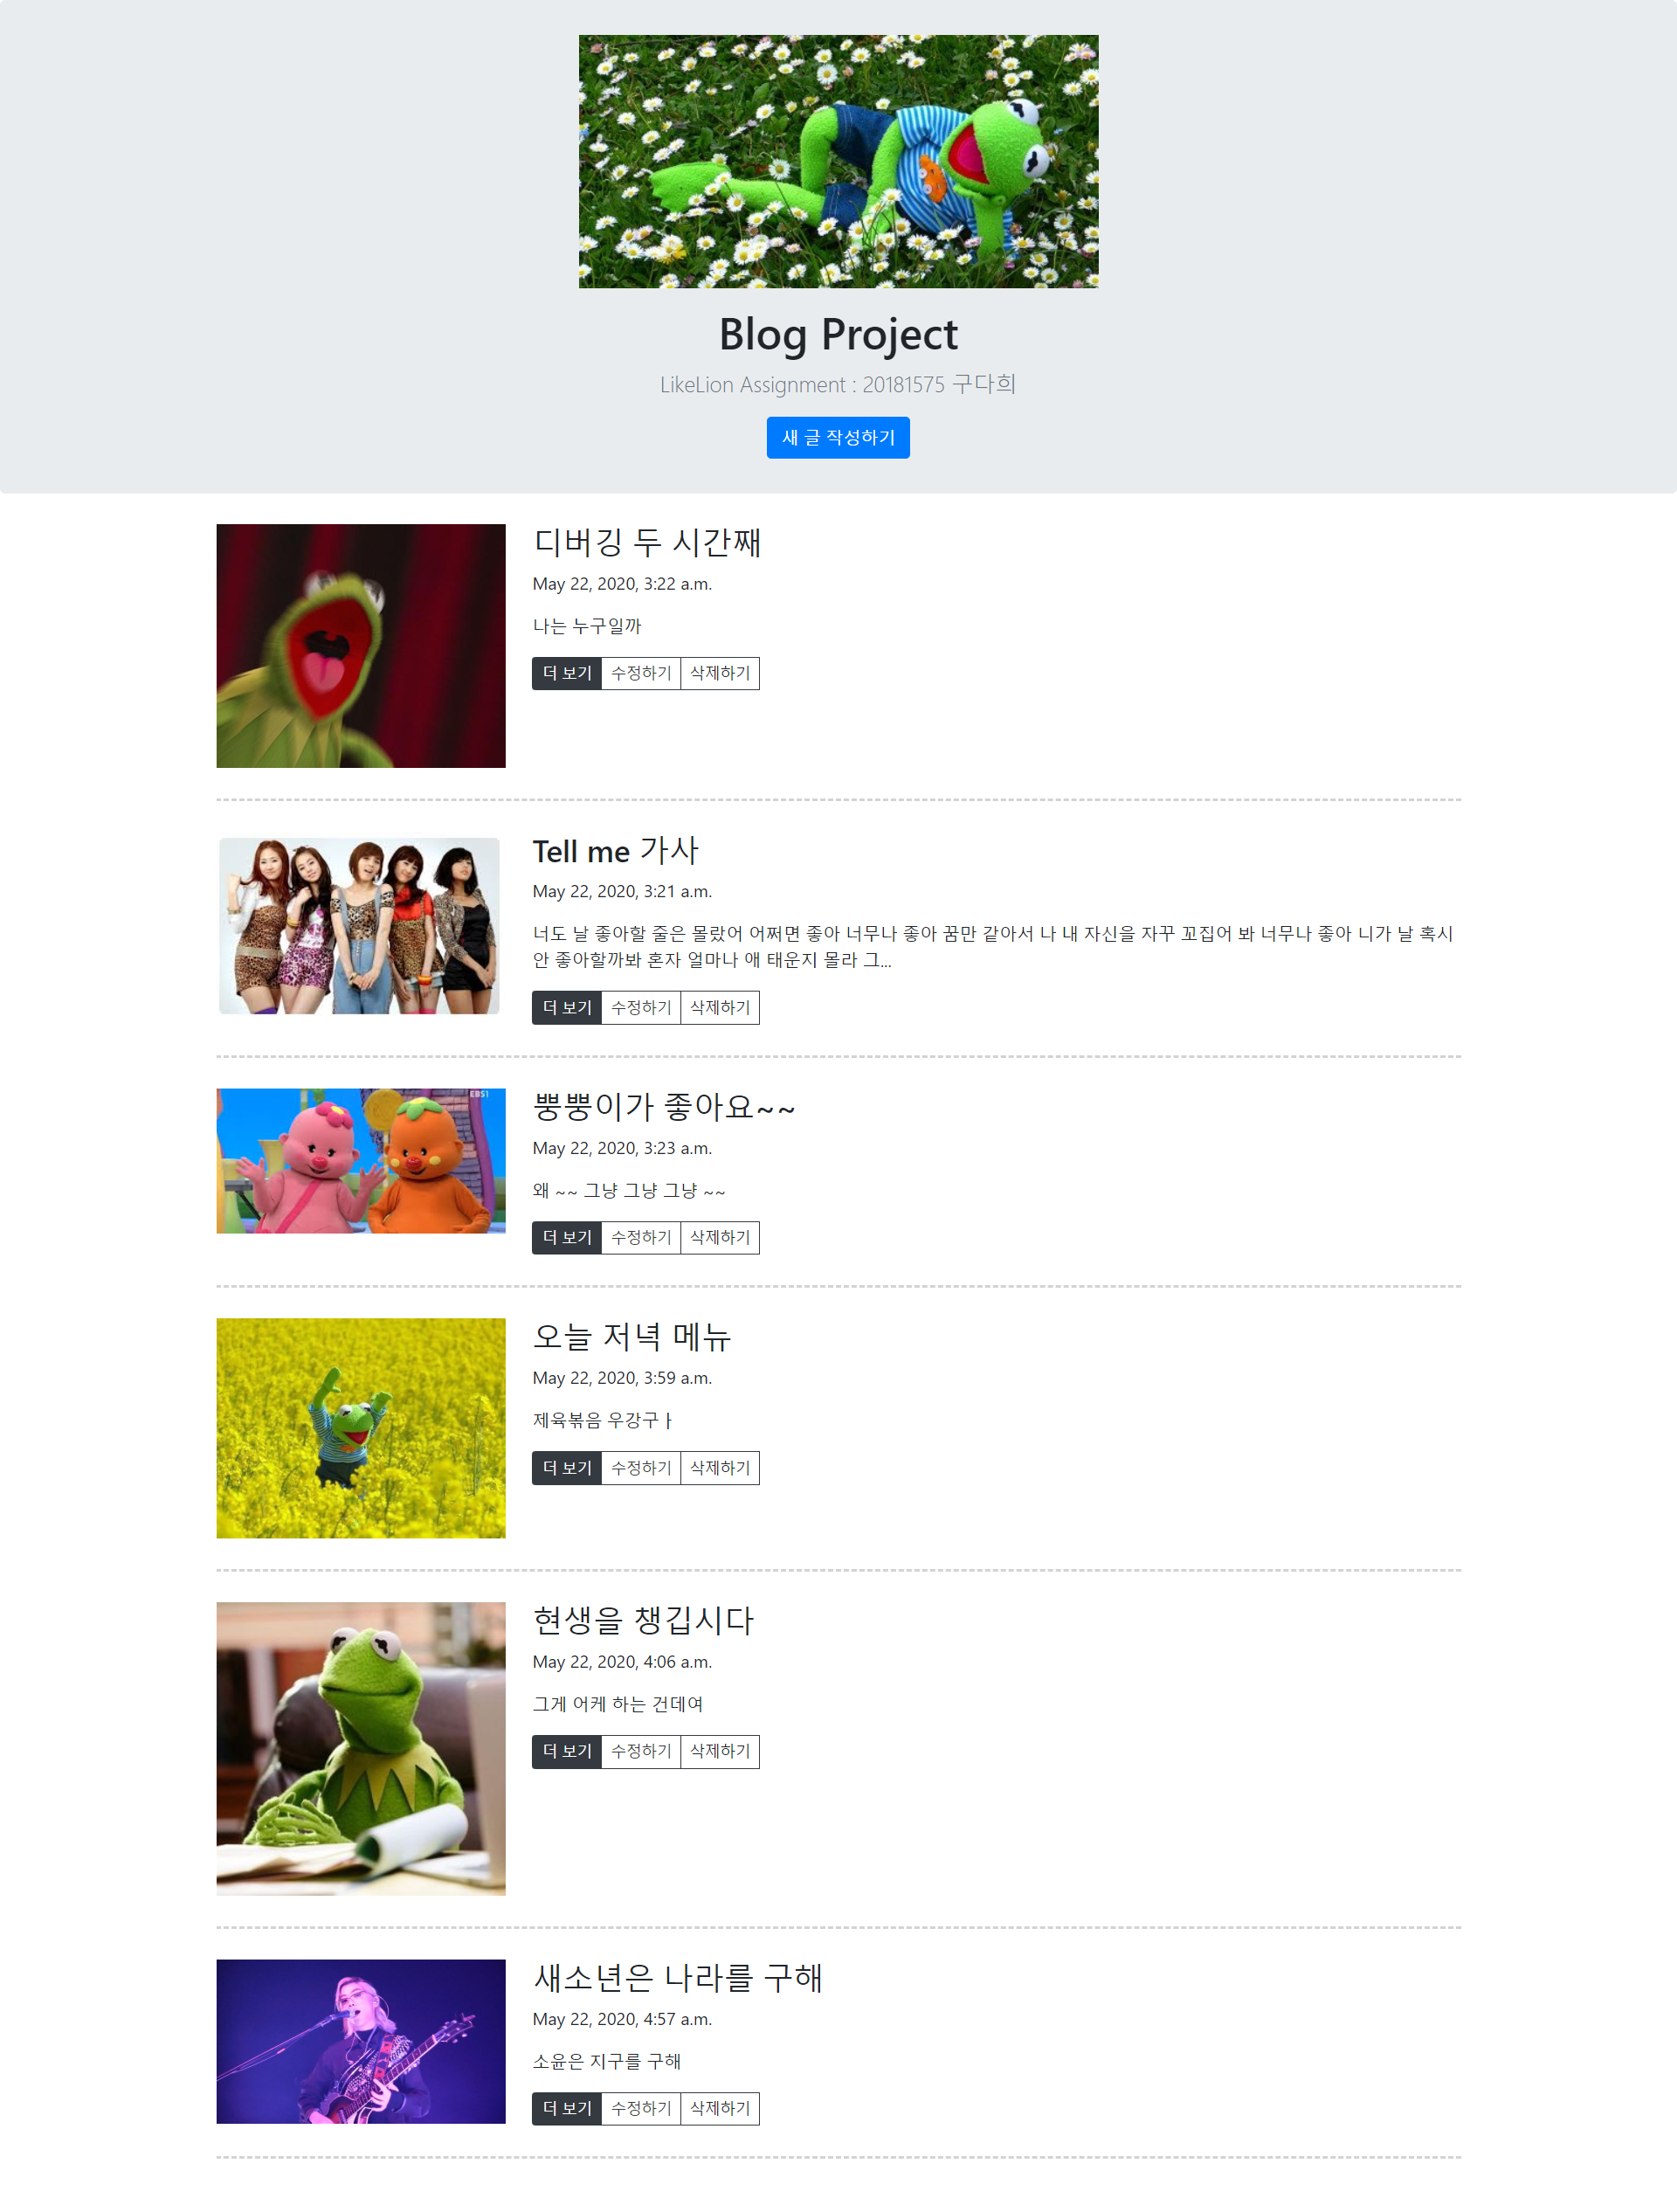 Blog Project
LikeLion Assignment : 20181575 구다희
새 글 작성하기
디버깅 두 시간째
May 22, 2020, 3:22 a.m.
나는 누구일까
더 보기 수정하기 삭제하기
Tell me 가사
May 22, 2020, 3:21 a.m.
너도 날 좋아할 줄은 몰랐어 어쩌면 좋아 너무나 좋아 꿈만 같아서 나 내 자신을 자꾸 꼬집어 봐 너무나 좋아 니가 날 혹시
안 좋아할까봐 혼자 얼마나 애 태운지 몰라 그...
더 보기 수정하기 삭제하기
EBS1
뿡뿡이가 좋아요~~
May 22, 2020, 3:23 a.m.
왜 ~~ 그냥 그냥 그냥 ~~
더 보기 수정하기 삭제하기
오늘 저녁 메뉴
May 22, 2020, 3:59 a.m.
제육볶음 우강구ㅏ
더 보기 수정하기 삭제하기
현생을 챙깁시다
May 22, 2020, 4:06 a.m.
그게 어케 하는 건데여
더 보기 수정하기 삭제하기
새소년은 나라를 구해
May 22, 2020, 4:57 a.m.
소윤은 지구를 구해
더 보기 수정하기 삭제하기